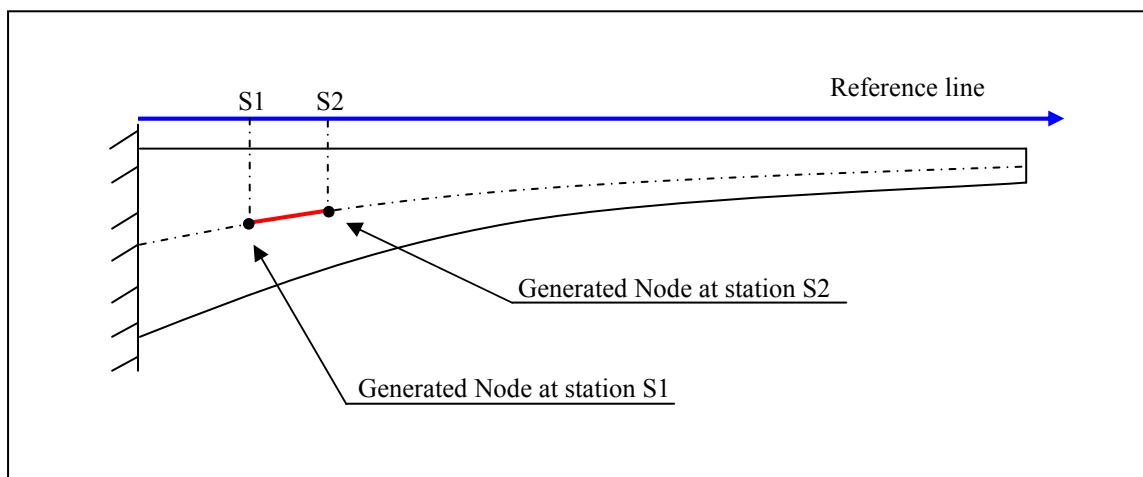 Reference line
S1 S2
Generated Node at station S2
Generated Node at station S1